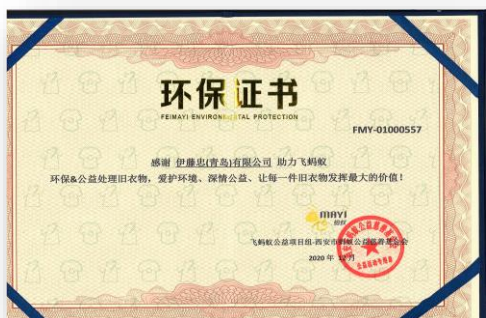 环保证书
FEIMAYI ENVIRONMENTAL PROTECTION
FMY-01000557
感谢 伊藤忠(青岛)有限公司 助力飞蚂蚁
环保&公益处理旧衣物，爱护环境、深情公益、让每一件旧衣物发挥最大的价值！
MAYI
飞蚂蚁公益项目组-西安市
2020 年 12月